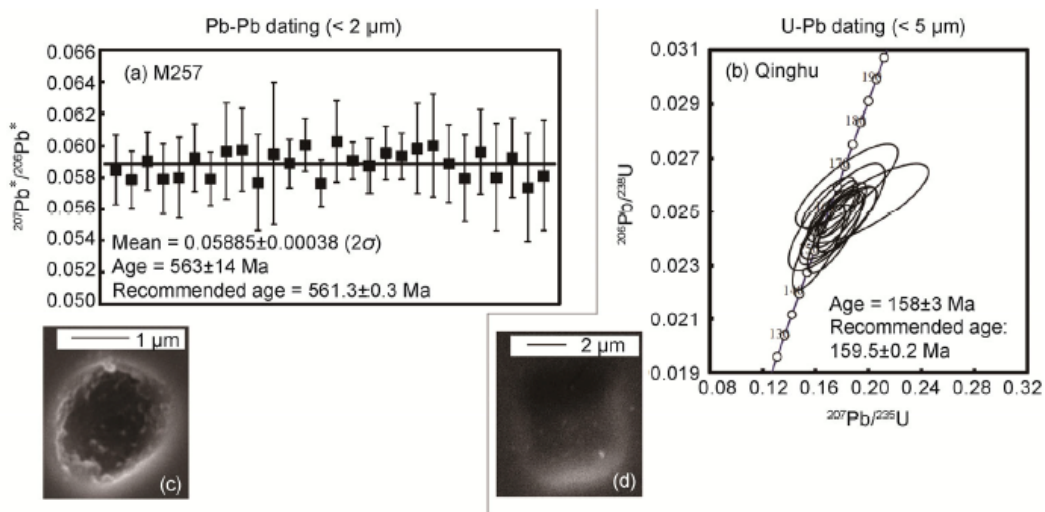 Pb-Pb dating (< 2 μm)
(a) M257
0.066
0.064
0.062
0.060
0.058
0.056
0.054
0.052
0.050
²⁰⁷Pb*/²⁰⁶Pb*
Mean = 0.05885±0.00038 (2σ)
Age = 563±14 Ma
Recommended age = 561.3±0.3 Ma
1 μm
(c)
2 μm
(d)
U-Pb dating (< 5 μm)
(b) Qinghu
0.031
0.029
0.027
0.025
0.023
0.021
0.019
²⁰⁶Pb/²³⁸U
Age = 158±3 Ma
Recommended age:
159.5±0.2 Ma
0.08 0.12 0.16 0.20 0.24 0.28 0.32
²⁰⁷Pb/²³⁵U